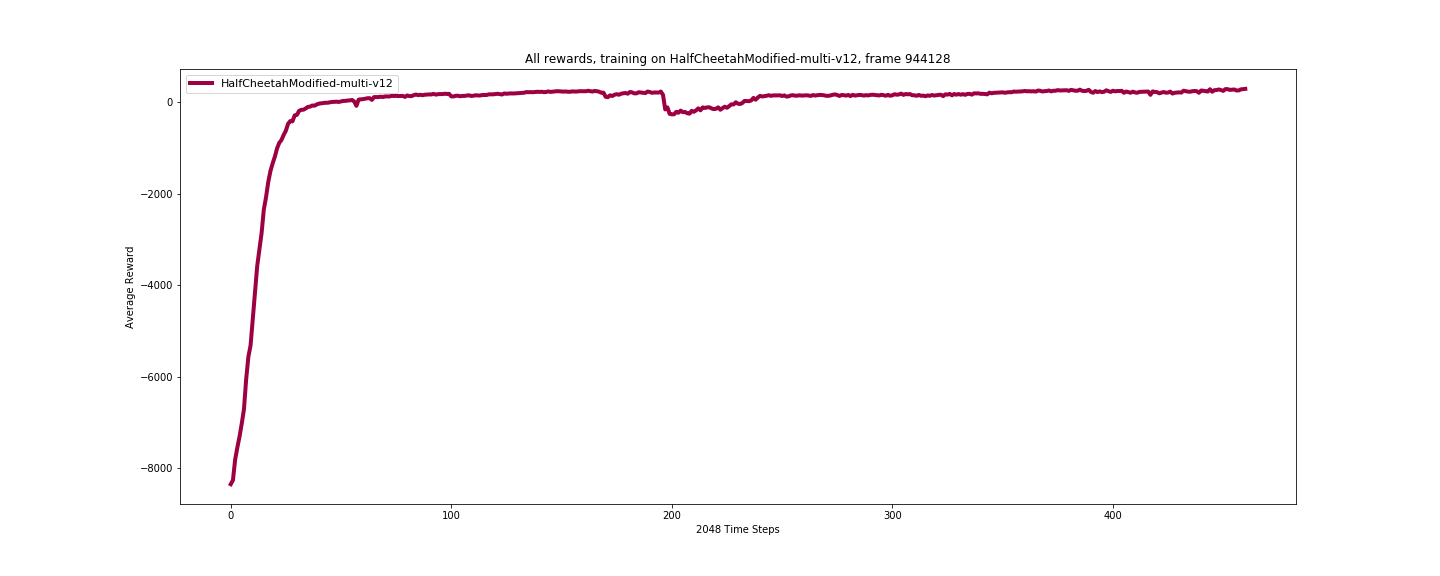 All rewards, training on HalfCheetahModified-multi-v12, frame 944128
HalfCheetahModified-multi-v12
0
−2000
−4000
−6000
−8000
Average Reward
0 100 200 300 400
2048 Time Steps